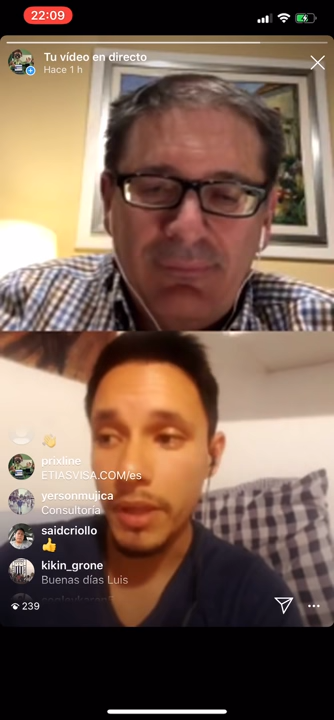 22:09
Tu vídeo en directo
Hace 1 h
prixline
ETIASVISA.COM/es
yersonmujica
Consultoria
saidcriollo
kikin_grone
Buenas días Luis
239